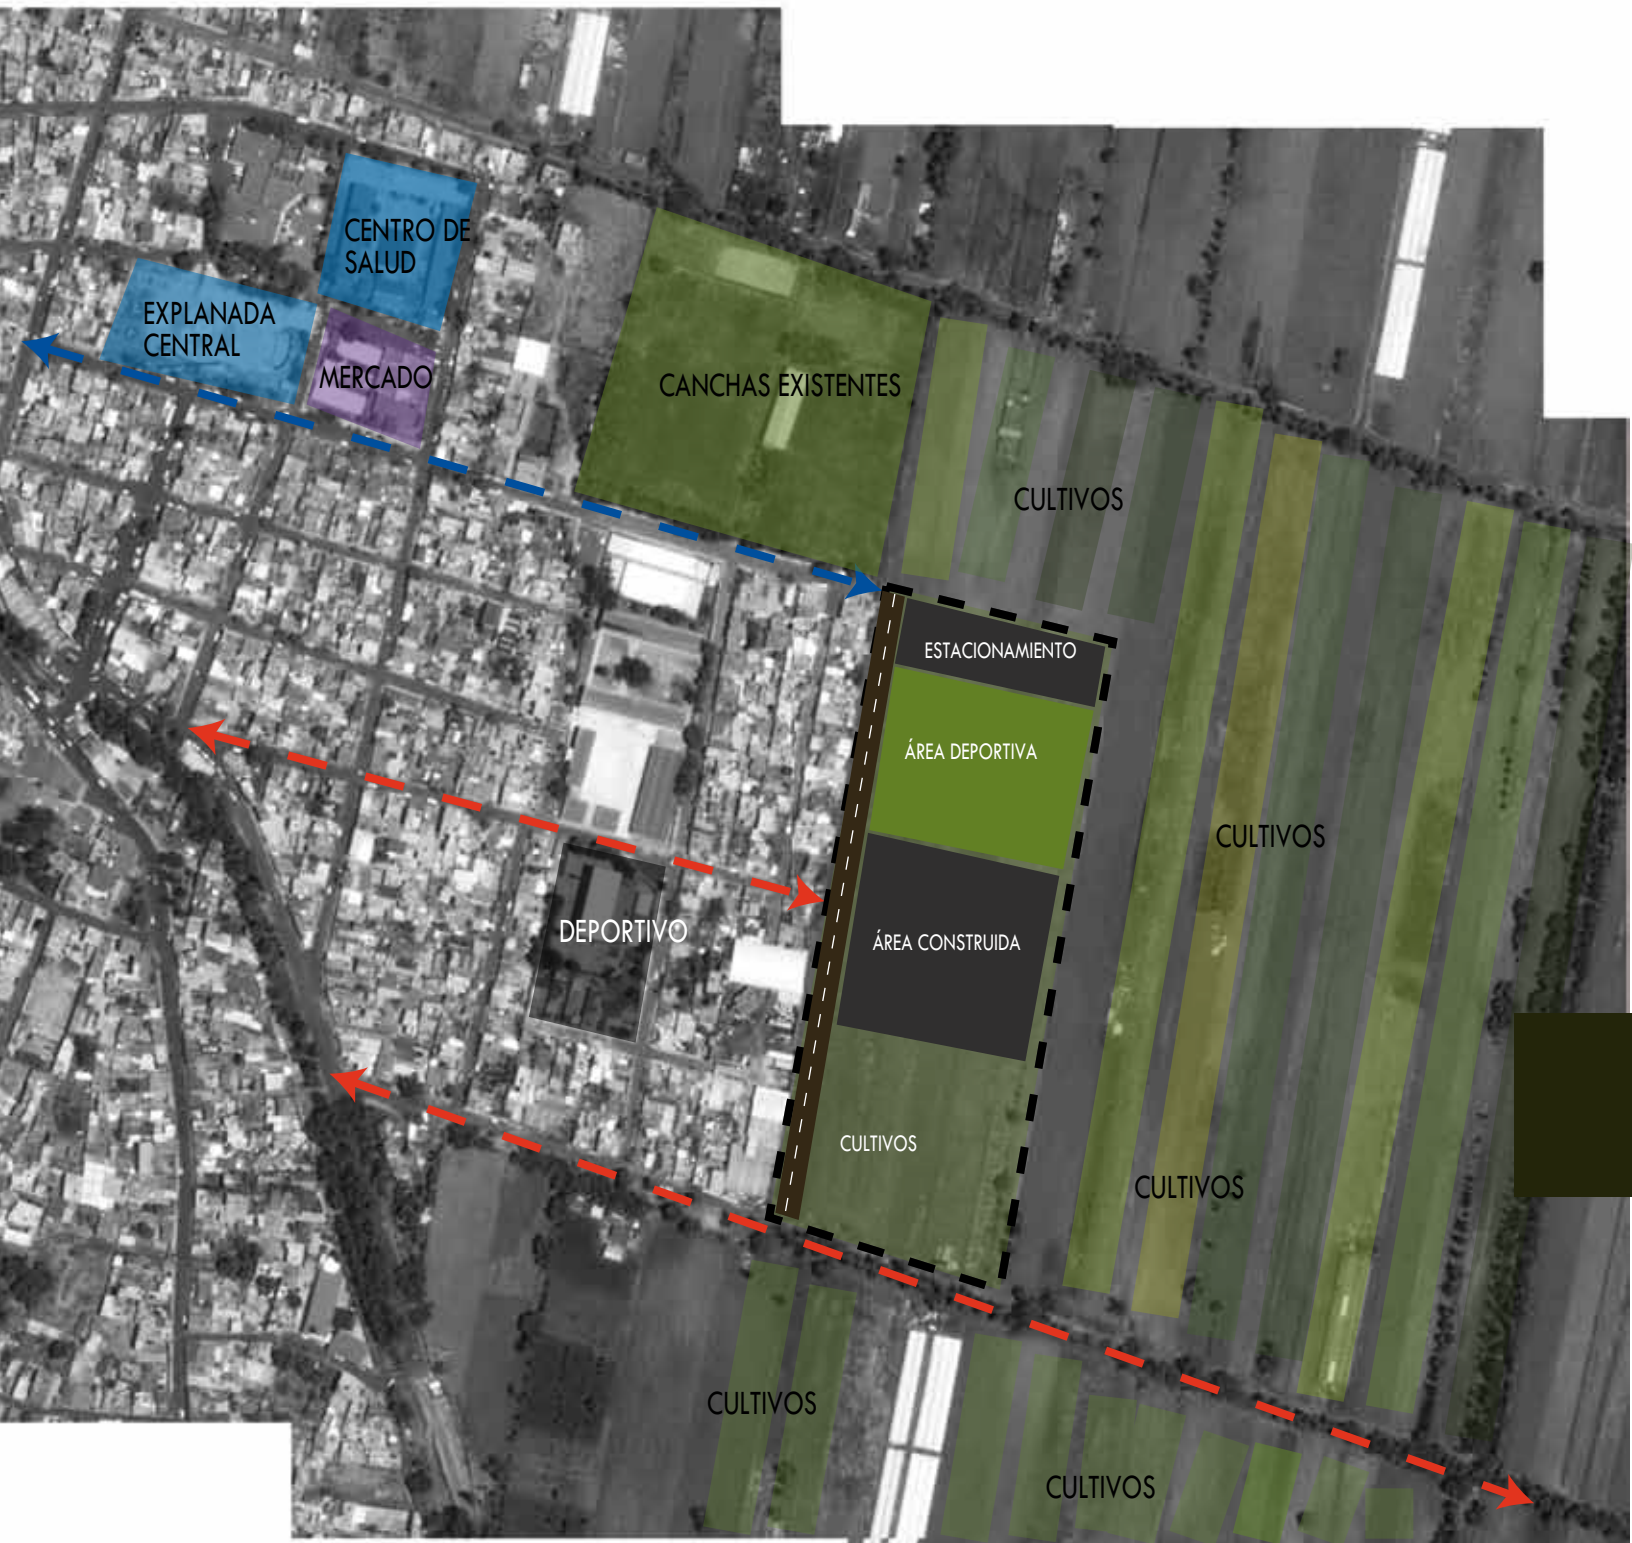 CENTRO DE
SALUD
EXPLANADA
CENTRAL
MERCADO
CANCHAS EXISTENTES
CULTIVOS
ESTACIONAMIENTO
ÁREA DEPORTIVA
CULTIVOS
DEPORTIVO
ÁREA CONSTRUIDA
CULTIVOS
CULTIVOS
CULTIVOS
CULTIVOS